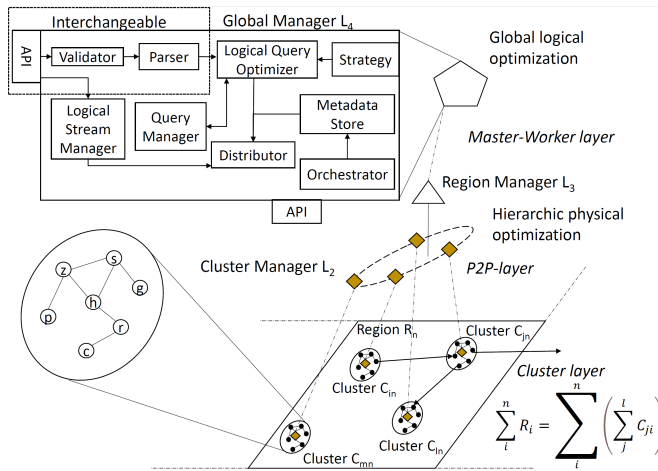 Interchangeable
Global Manager L4
API
Validator
Parser
Logical Query
Optimizer
Strategy
Global logical
optimization
Logical
Stream
Manager
Query
Manager
Metadata
Store
Distributor
Orchestrator
API
Master-Worker layer
Region Manager L3
Hierarchic physical
optimization
Cluster Manager L2
P2P-layer
s
z
g
h
p
r
c
Region Rn
Cluster Cjn
Cluster Cin
Cluster layer
Cluster Cln
Cluster Cmn
n ∑ i Ri = n ∑ i ( l ∑ j Cji )